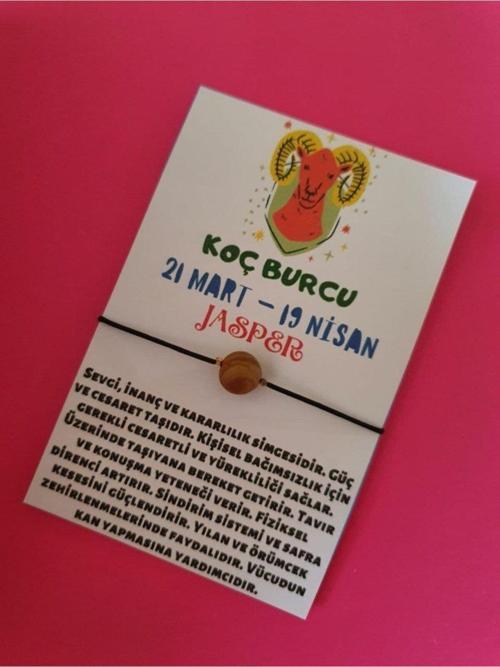 KOÇ BURCU
21 MART – 19 NİSAN
JASPER
SEVGİ, İNANÇ VE KARARLILIK SİMGESİDİR. GÜÇ
VE CESARET TAŞIDIR. KİŞİSEL BAĞIMSIZLIK İÇİN
GEREKLİ CESARETLİ VE YÜREKLİLİĞİ SAĞLAR.
ÜZERİNDE TAŞIYANA BEREKET GETİRİR. TAVIR
VE KONUŞMA YETENEĞİ VERİR. FİZİKSEL
DİRENCİ ARTIRIR. SİNDİRİM SİSTEMİ VE SAFRA
KESESİNİ GÜÇLENDİRİR. YILAN VE ÖRÜMCEK
ZEHİRLENMELERİNDE FAYDALIDIR. VÜCUDUN
KAN YAPMASINA YARDIMCIDIR.